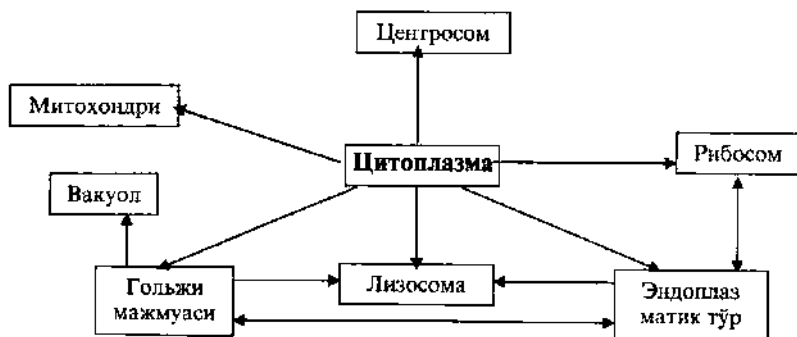 Центросом
Митохондри
Цитоплазма
Рибосом
Вакуол
Гольжи
мажмуаси
Лизосома
Эндоплаз
матик тўр